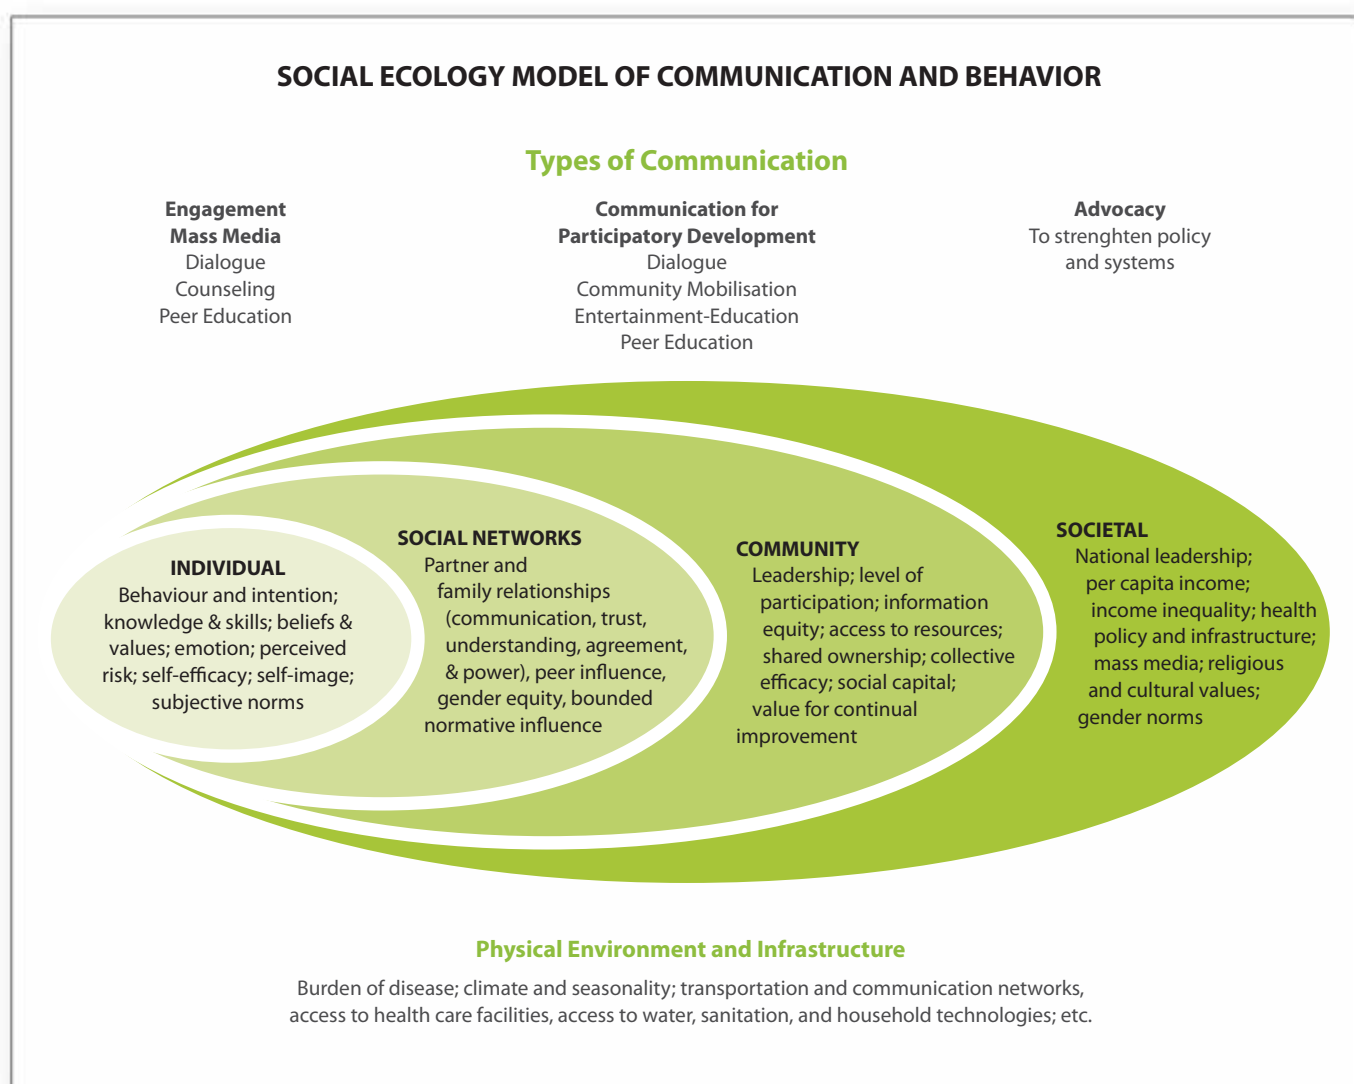 SOCIAL ECOLOGY MODEL OF COMMUNICATION AND BEHAVIOR
Types of Communication
Engagement
Mass Media
Dialogue
Counseling
Peer Education
Communication for
Participatory Development
Dialogue
Community Mobilisation
Entertainment-Education
Peer Education
Advocacy
To strenghten policy
and systems
INDIVIDUAL
Behaviour and intention;
knowledge & skills; beliefs &
values; emotion; perceived
risk; self-efficacy; self-image;
subjective norms
SOCIAL NETWORKS
Partner and
family relationships
(communication, trust,
understanding, agreement,
& power), peer influence,
gender equity, bounded
normative influence
COMMUNITY
Leadership; level of
participation; information
equity; access to resources;
shared ownership; collective
efficacy; social capital;
value for continual
improvement
SOCIETAL
National leadership;
per capita income;
income inequality; health
policy and infrastructure;
mass media; religious
and cultural values;
gender norms
Physical Environment and Infrastructure
Burden of disease; climate and seasonality; transportation and communication networks,
access to health care facilities, access to water, sanitation, and household technologies; etc.